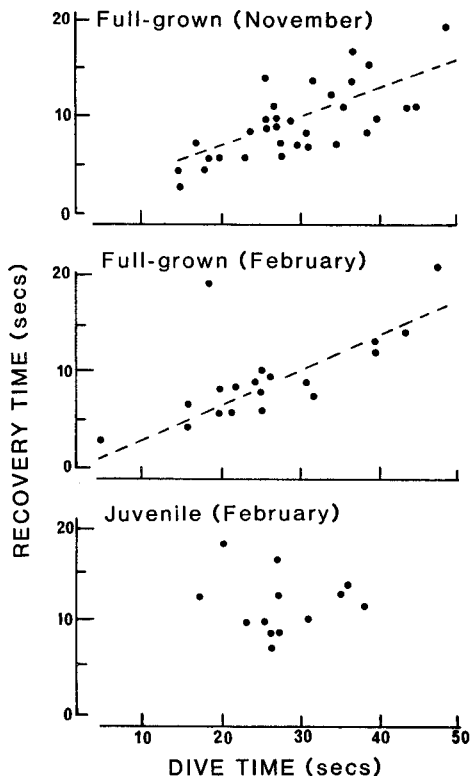 Full-grown (November)
20
10
0
Full-grown (February)
20
10
0
Juvenile (February)
20
10
0
10 20 30 40 50
DIVE TIME (secs)
RECOVERY TIME (secs)